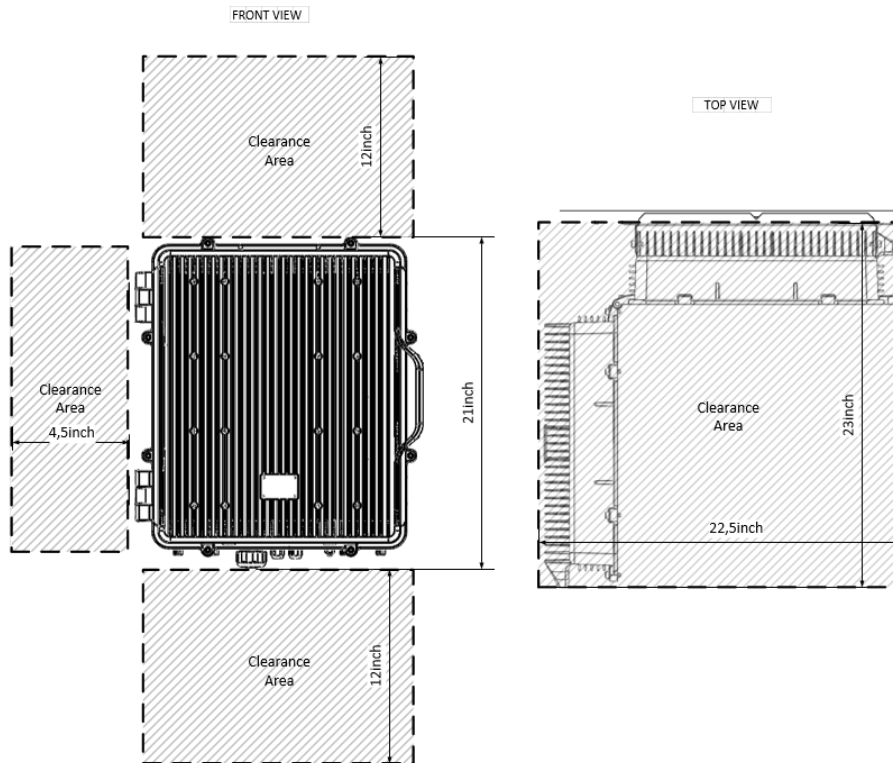 FRONT VIEW
Clearance
Area
12inch
Clearance
Area
4,5inch
21inch
Clearance
Area
12inch
TOP VIEW
Clearance
Area
23inch
22,5inch